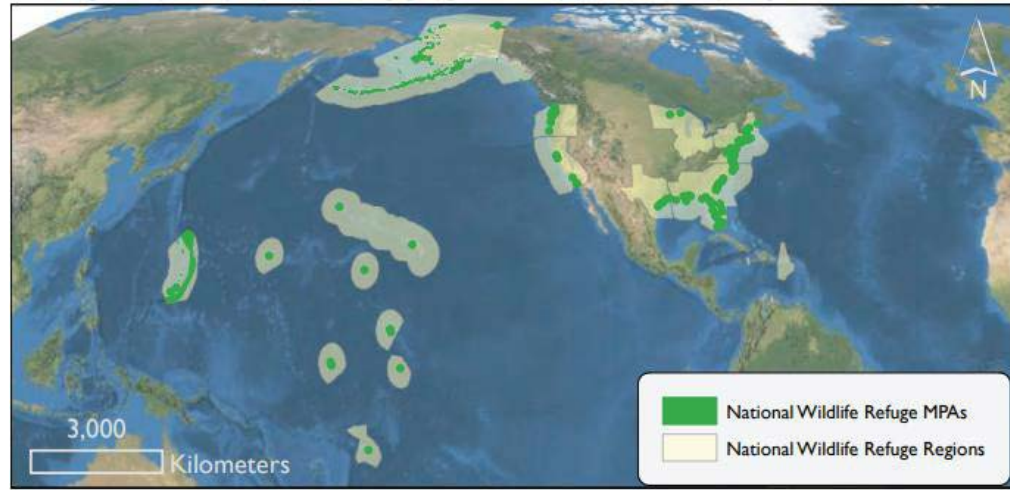 N
National Wildlife Refuge MPAs
National Wildlife Refuge Regions
3,000
Kilometers